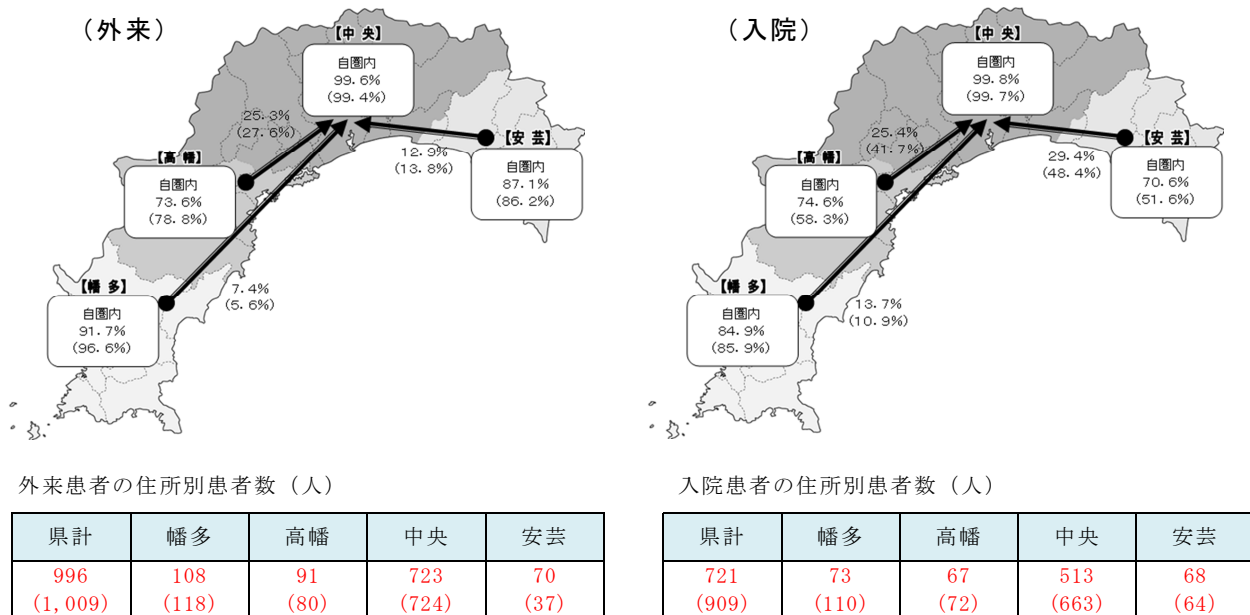 （外来）
【中 央】
自圏内
99.6%
(99.4%)
25.3%
(27.6%)
【高 幡】
自圏内
73.6%
(78.8%)
12.9%
(13.8%)
【安 芸】
自圏内
87.1%
(86.2%)
7.4%
(5.6%)
【幡 多】
自圏内
91.7%
(96.6%)
外来患者の住所別患者数（人）
県計 幡多 高幡 中央 安芸
996 108 91 723 70
(1,009) (118) (80) (724) (37)
（入院）
【中 央】
自圏内
99.8%
(99.7%)
25.4%
(41.7%)
【高 幡】
自圏内
74.6%
(58.3%)
29.4%
(48.4%)
【安 芸】
自圏内
70.6%
(51.6%)
13.7%
(10.9%)
【幡 多】
自圏内
84.9%
(85.9%)
入院患者の住所別患者数（人）
県計 幡多 高幡 中央 安芸
721 73 67 513 68
(909) (110) (72) (663) (64)